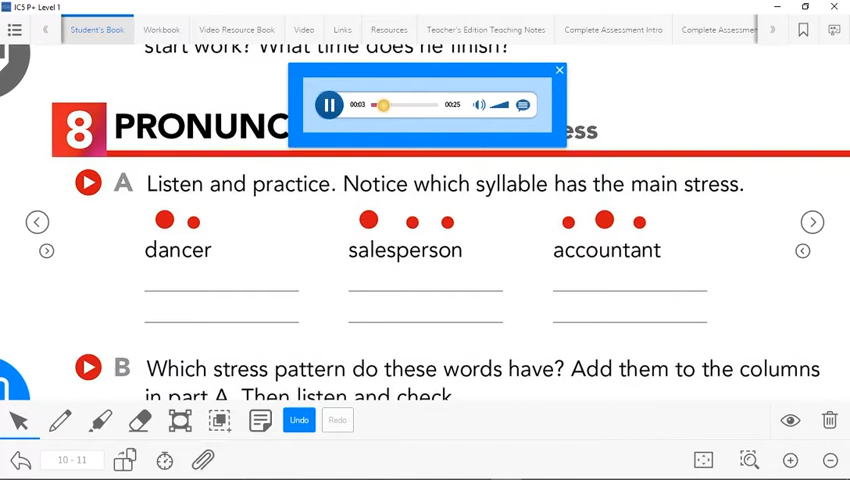 IC5 P+ Level 1
Student's Book Workbook Video Resource Book Video Links Resources Teacher's Edition Teaching Notes Complete Assessment Intro Complete Assessmen
start work? What time does he finish?
00:03 00:25
8 PRONUNC ess
A Listen and practice. Notice which syllable has the main stress.
dancer salesperson accountant
B Which stress pattern do these words have? Add them to the columns
in part A. Then listen and check.
Undo Redo
10 - 11